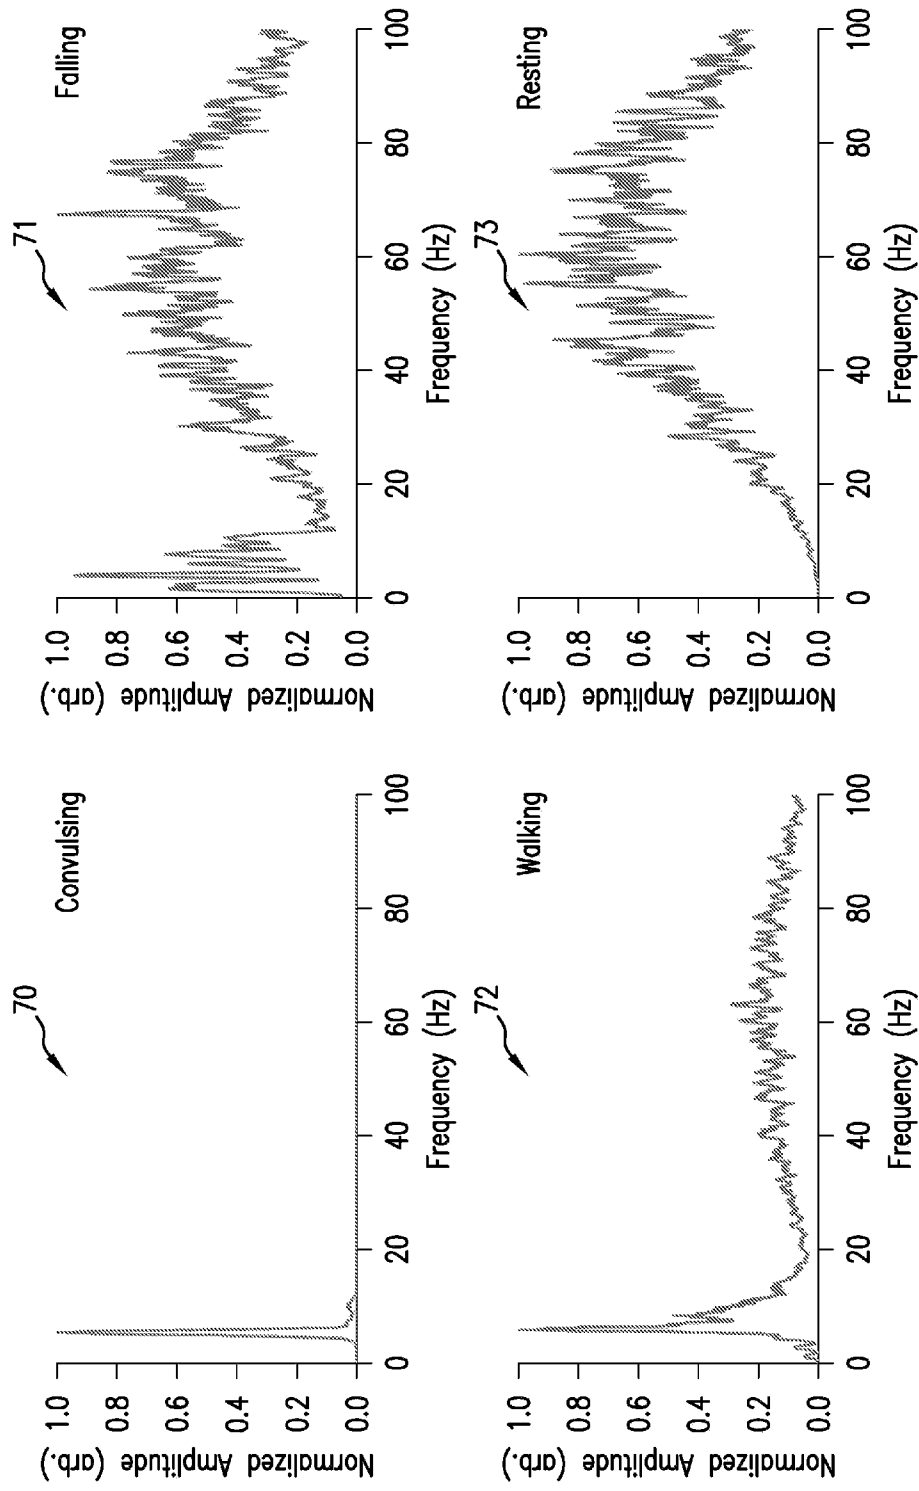 70
Convulsing
Normalized Amplitude (arb.)
1.0
0.8
0.6
0.4
0.2
0.0
0 20 40 60 80 100
Frequency (Hz)
71
Falling
Normalized Amplitude (arb.)
1.0
0.8
0.6
0.4
0.2
0.0
0 20 40 60 80 100
Frequency (Hz)
72
Walking
Normalized Amplitude (arb.)
1.0
0.8
0.6
0.4
0.2
0.0
0 20 40 60 80 100
Frequency (Hz)
73
Resting
Normalized Amplitude (arb.)
1.0
0.8
0.6
0.4
0.2
0.0
0 20 40 60 80 100
Frequency (Hz)